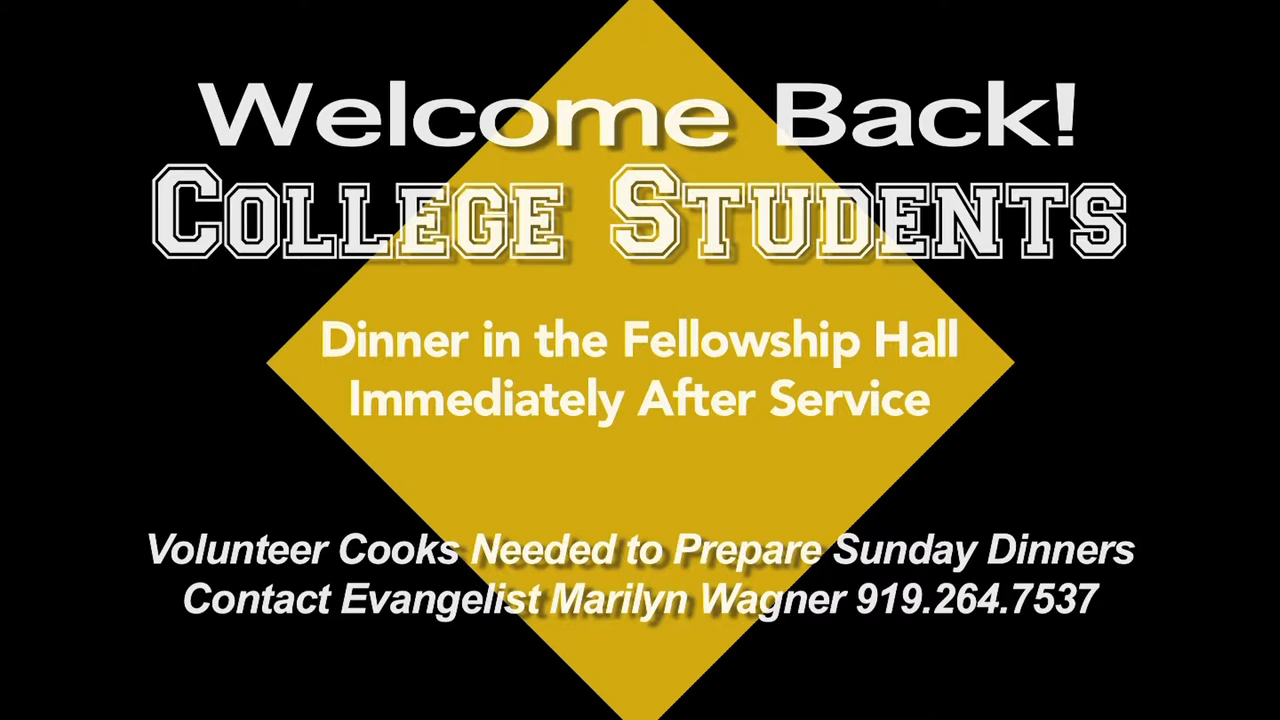 Welcome Back!
College Students
Dinner in the Fellowship Hall
Immediately After Service
Volunteer Cooks Needed to Prepare Sunday Dinners
Contact Evangelist Marilyn Wagner 919.264.7537